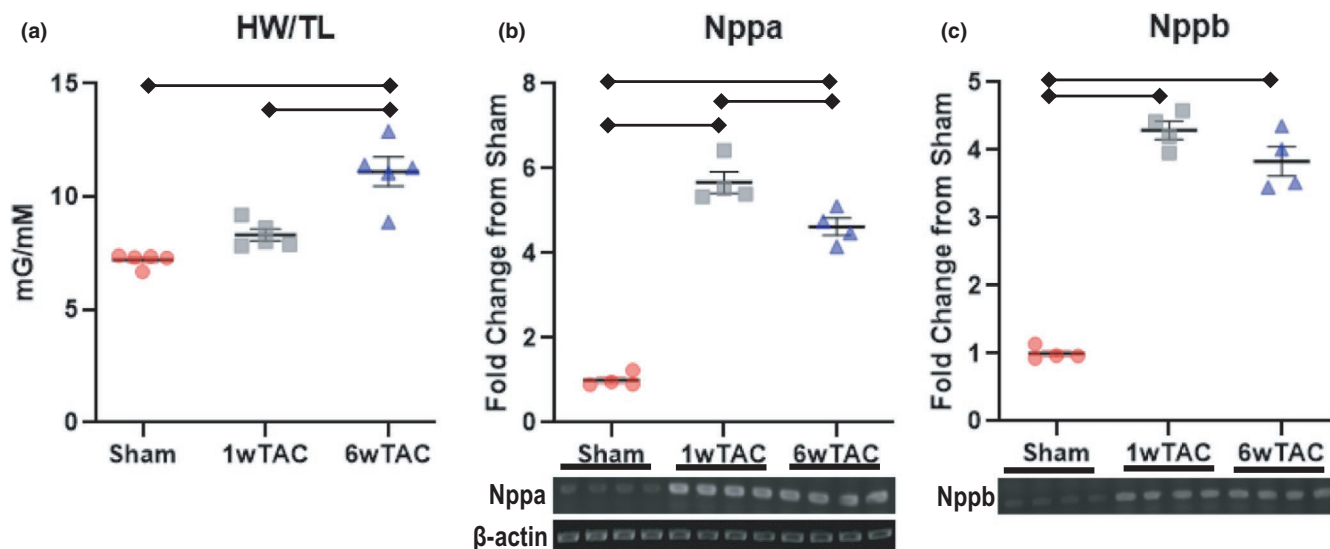 (a) HW/TL
mG/mM
15
10
5
0
Sham 1wTAC 6wTAC
(b) Nppa
Fold Change from Sham
8
6
4
2
0
Sham 1wTAC 6wTAC
Nppa
β-actin
(c) Nppb
Fold Change from Sham
5
4
3
2
1
0
Sham 1wTAC 6wTAC
Nppb